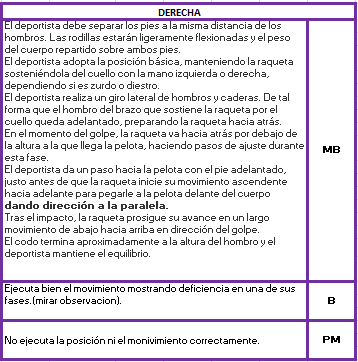 DERECHA
El deportista debe separar los pies a la misma distancia de los
hombros. Las rodillas estarán ligeramente flexionadas y el peso
del cuerpo repartido sobre ambos pies.
El deportista adopta la posición básica, manteniendo la raqueta
sosteniéndola del cuello con la mano izquierda o derecha,
dependiendo si es zurdo o diestro.
El deportista realiza un giro lateral de hombros y caderas. De tal
forma que el hombro del brazo que sostiene la raqueta por el
cuello queda adelantado, preparando la raqueta hacia atrás.
En el momento del golpe, la raqueta va hacia atrás por debajo de
la altura a la que llega la pelota, haciendo pasos de ajuste durante
esta fase.
El deportista da un paso hacia la pelota con el pie adelantado,
justo antes de que la raqueta inicie su movimiento ascendente
hacia adelante para pegarle a la pelota delante del cuerpo
dando dirección a la paralela.
Tras el impacto, la raqueta prosigue su avance en un largo
movimiento de abajo hacia arriba en dirección del golpe.
El codo termina aproximadamente a la altura del hombro y el
deportista mantiene el equilibrio.
MB
Ejecuta bien el movimiento mostrando deficiencia en una de sus
fases.(mirar observacion).
B
No ejecuta la posición ni el monivimiento correctamente.
PM